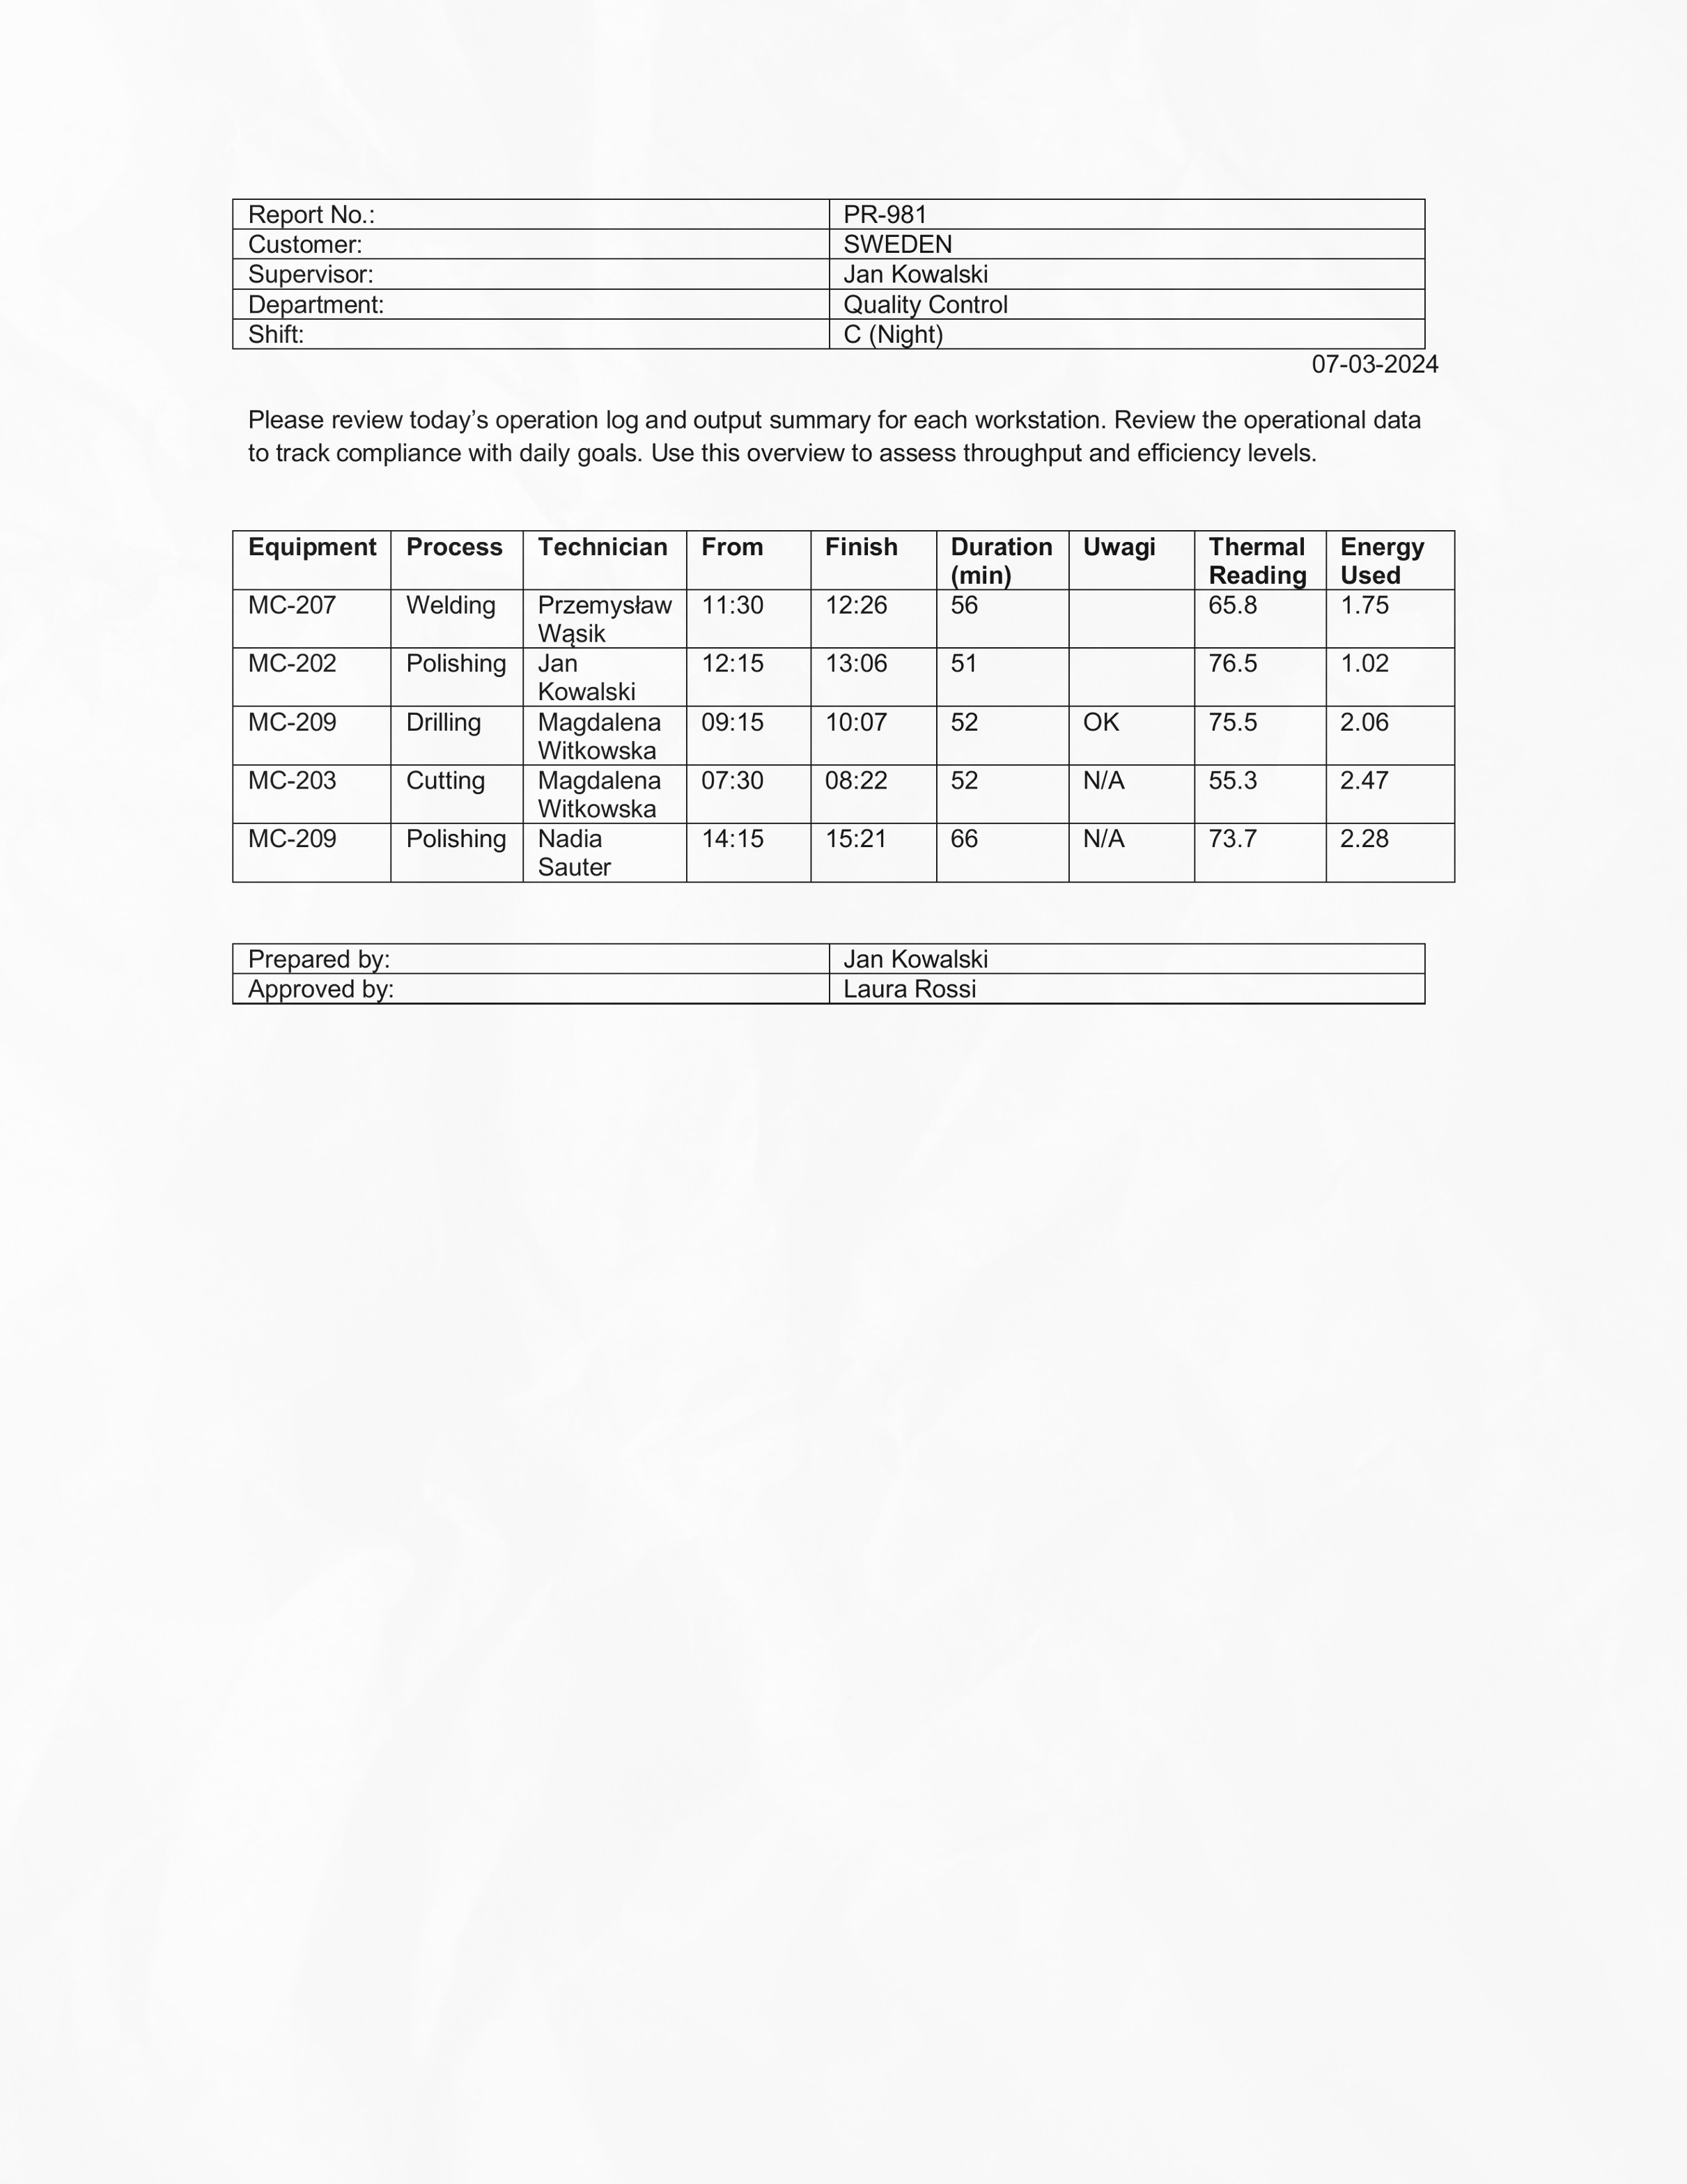 Report No.: PR-981
Customer: SWEDEN
Supervisor: Jan Kowalski
Department: Quality Control
Shift: C (Night)
07-03-2024
Please review today’s operation log and output summary for each workstation. Review the operational data
to track compliance with daily goals. Use this overview to assess throughput and efficiency levels.
Equipment Process Technician From Finish Duration (min) Uwagi Thermal Reading Energy Used
MC-207 Welding Przemysław Wąsik 11:30 12:26 56 65.8 1.75
MC-202 Polishing Jan Kowalski 12:15 13:06 51 76.5 1.02
MC-209 Drilling Magdalena Witkowska 09:15 10:07 52 OK 75.5 2.06
MC-203 Cutting Magdalena Witkowska 07:30 08:22 52 N/A 55.3 2.47
MC-209 Polishing Nadia Sauter 14:15 15:21 66 N/A 73.7 2.28
Prepared by: Jan Kowalski
Approved by: Laura Rossi